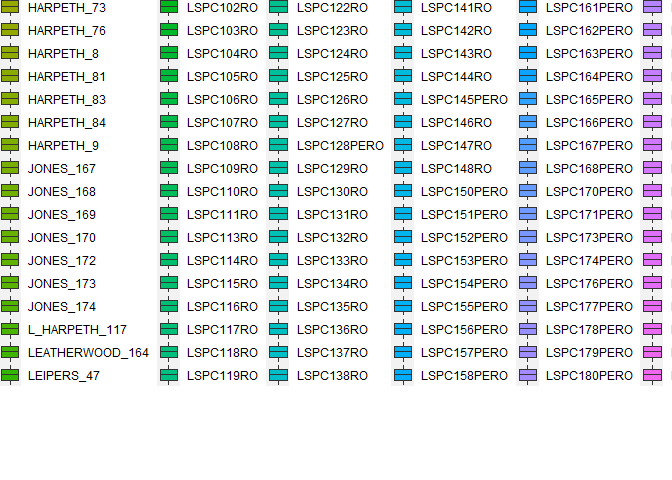 HARPETH_73
HARPETH_76
HARPETH_8
HARPETH_81
HARPETH_83
HARPETH_84
HARPETH_9
JONES_167
JONES_168
JONES_169
JONES_170
JONES_172
JONES_173
JONES_174
L_HARPETH_117
LEATHERWOOD_164
LEIPERS_47
LSPC102RO
LSPC103RO
LSPC104RO
LSPC105RO
LSPC106RO
LSPC107RO
LSPC108RO
LSPC109RO
LSPC110RO
LSPC111RO
LSPC113RO
LSPC114RO
LSPC115RO
LSPC116RO
LSPC117RO
LSPC118RO
LSPC119RO
LSPC122RO
LSPC123RO
LSPC124RO
LSPC125RO
LSPC126RO
LSPC127RO
LSPC128PERO
LSPC129RO
LSPC130RO
LSPC131RO
LSPC132RO
LSPC133RO
LSPC134RO
LSPC135RO
LSPC136RO
LSPC137RO
LSPC138RO
LSPC141RO
LSPC142RO
LSPC143RO
LSPC144RO
LSPC145PERO
LSPC146RO
LSPC147RO
LSPC148RO
LSPC150PERO
LSPC151PERO
LSPC152PERO
LSPC153PERO
LSPC154PERO
LSPC155PERO
LSPC156PERO
LSPC157PERO
LSPC158PERO
LSPC161PERO
LSPC162PERO
LSPC163PERO
LSPC164PERO
LSPC165PERO
LSPC166PERO
LSPC167PERO
LSPC168PERO
LSPC170PERO
LSPC171PERO
LSPC173PERO
LSPC174PERO
LSPC176PERO
LSPC177PERO
LSPC178PERO
LSPC179PERO
LSPC180PERO